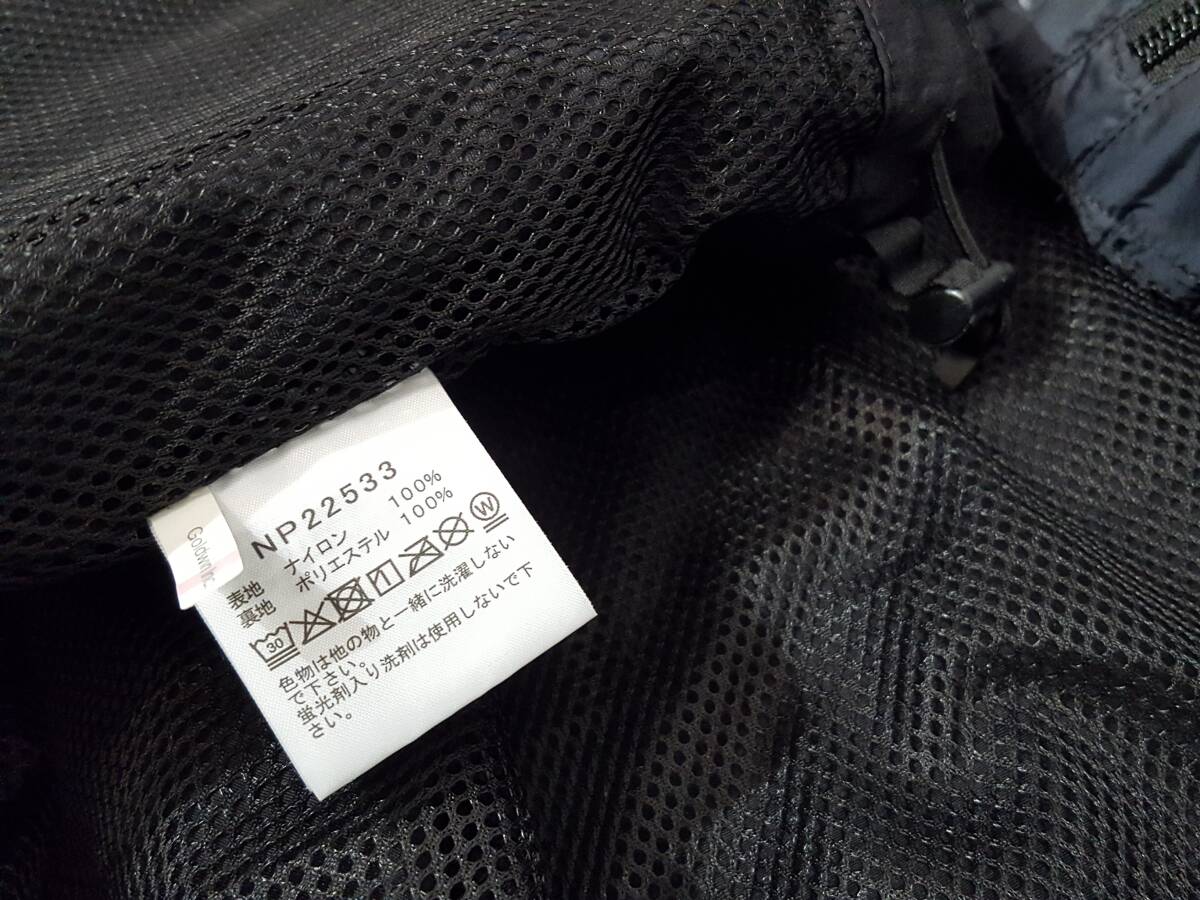 NP22533
表地 ナイロン 100%
裏地 ポリエステル 100%
30 W
色物は他の物と一緒に洗濯しない
で下さい。
蛍光剤入り洗剤は使用しないで下
さい。